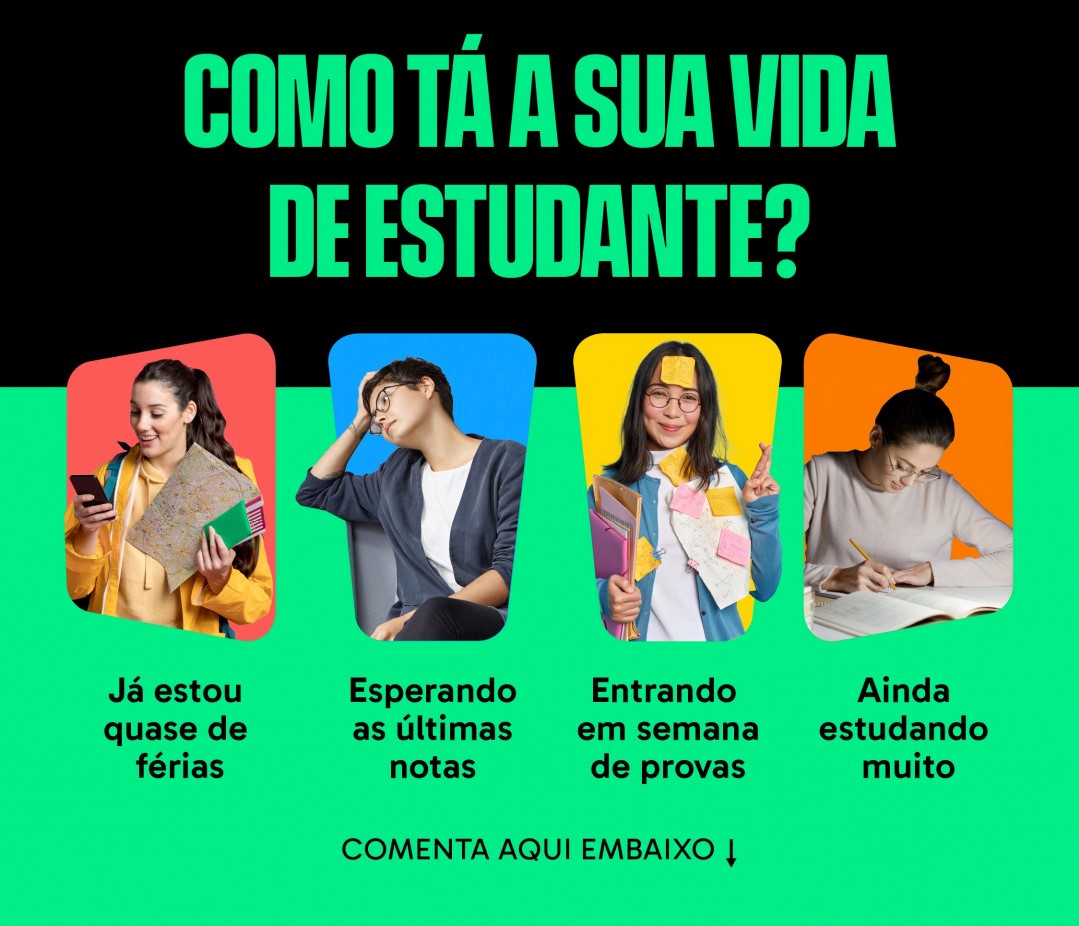 COMO TÁ A SUA VIDA
DE ESTUDANTE?
Já estou
quase de
férias
Esperando
as últimas
notas
Entrando
em semana
de provas
Ainda
estudando
muito
COMENTA AQUI EMBAIXO ↓